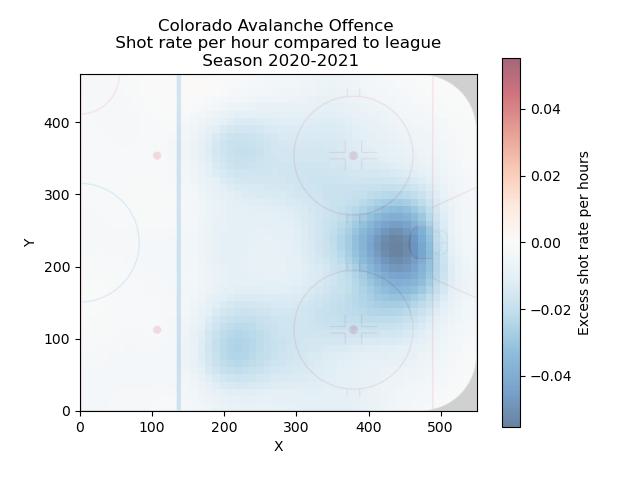 Colorado Avalanche Offence
Shot rate per hour compared to league
Season 2020-2021
400
300
200
100
0
Y
0 100 200 300 400 500
X
0.04
0.02
0.00
−0.02
−0.04
Excess shot rate per hours